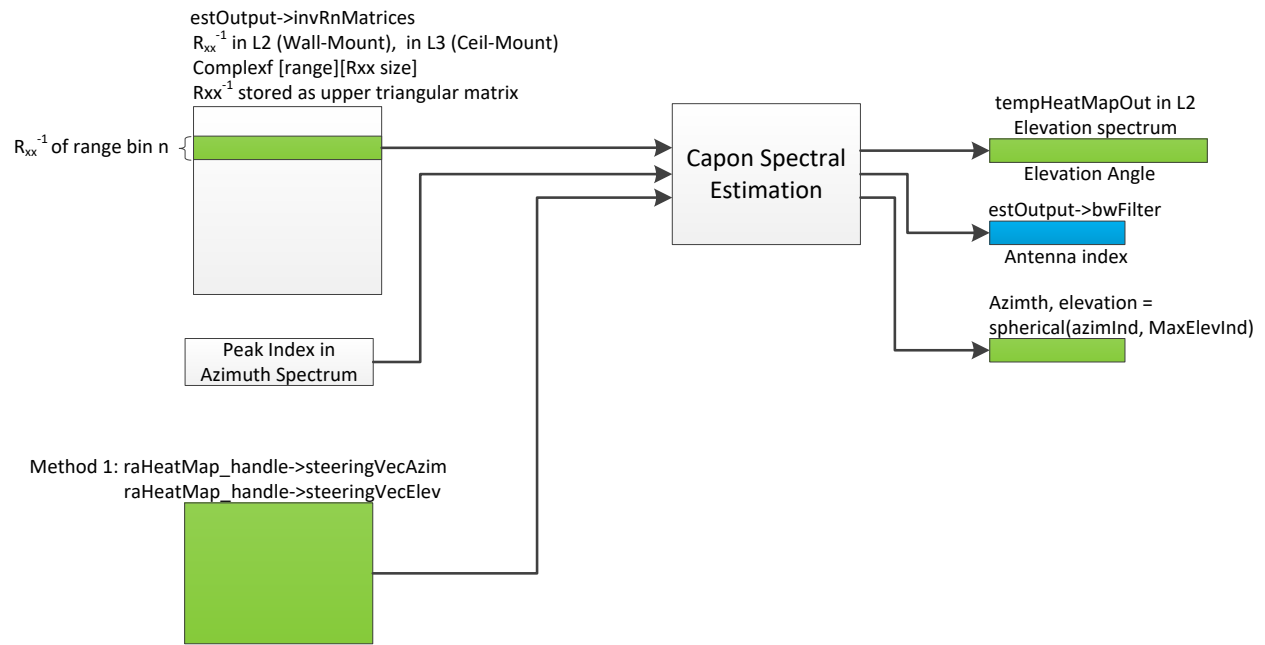 estOutput->invRnMatrices
Rxx-1 in L2 (Wall-Mount), in L3 (Ceil-Mount)
Complexf [range][Rxx size]
Rxx-1 stored as upper triangular matrix
Rxx-1 of range bin n
Capon Spectral
Estimation
tempHeatMapOut in L2
Elevation spectrum
Elevation Angle
estOutput->bwFilter
Antenna index
Azimth, elevation =
spherical(azimInd, MaxElevInd)
Peak Index in
Azimuth Spectrum
Method 1: raHeatMap_handle->steeringVecAzim
raHeatMap_handle->steeringVecElev